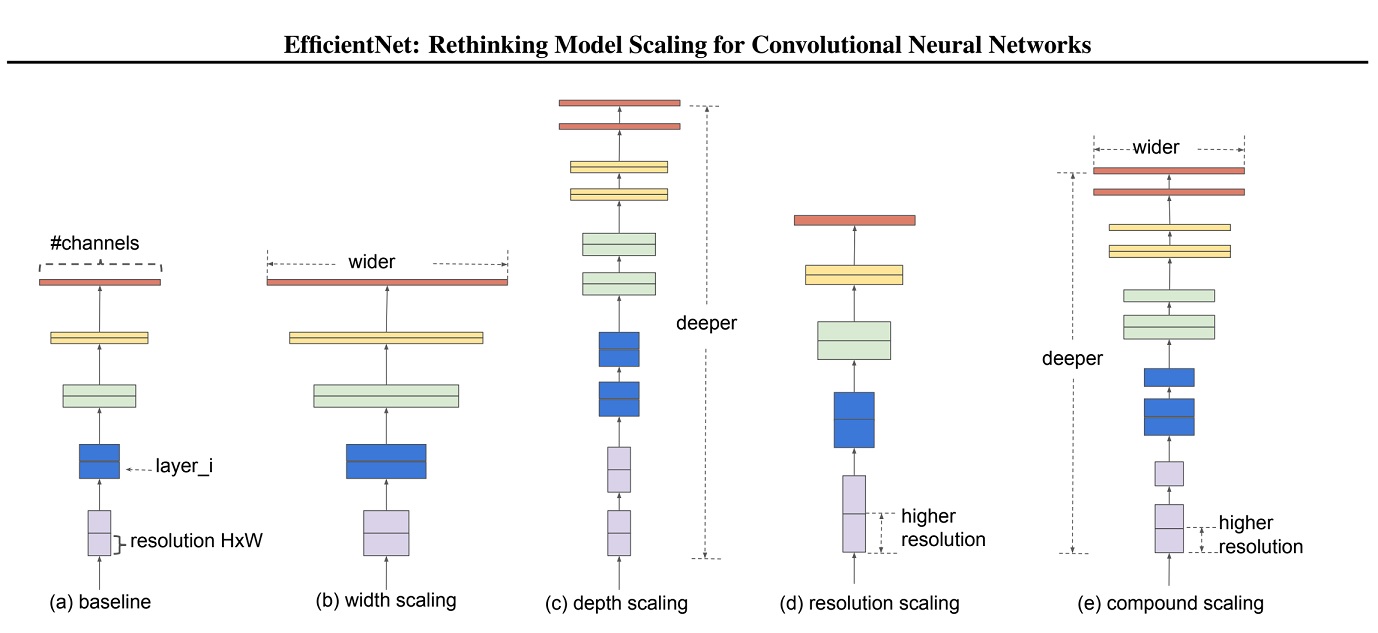 EfficientNet: Rethinking Model Scaling for Convolutional Neural Networks
#channels
layer_i
resolution HxW
(a) baseline
wider
(b) width scaling
deeper
(c) depth scaling
higher
resolution
(d) resolution scaling
wider
deeper
higher
resolution
(e) compound scaling